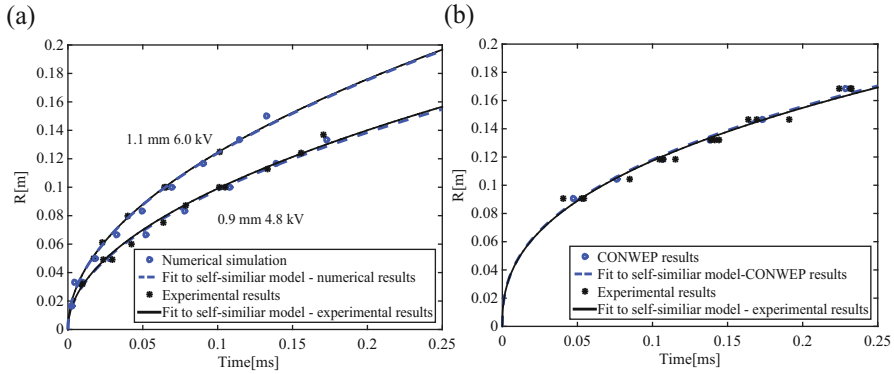 (a)
R[m]
0.2
0.18
0.16
0.14
0.12
0.1
0.08
0.06
0.04
0.02
0
1.1 mm 6.0 kV
0.9 mm 4.8 kV
Numerical simulation
Fit to self-similiar model - numerical results
Experimental results
Fit to self-similiar model - experimental results
0 0.05 0.1 0.15 0.2 0.25
Time[ms]
(b)
R[m]
0.2
0.18
0.16
0.14
0.12
0.1
0.08
0.06
0.04
0.02
0
CONWEP results
Fit to self-similiar model-CONWEP results
Experimental results
Fit to self-similiar model - experimental results
0 0.05 0.1 0.15 0.2 0.25
Time[ms]